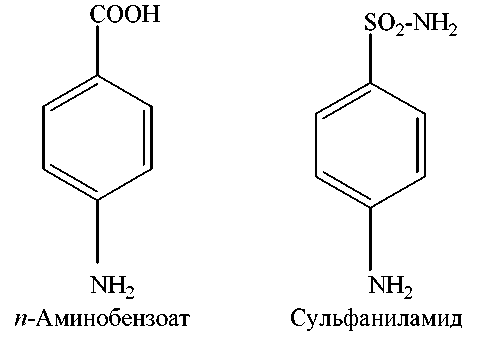 COOH
SO₂-NH₂
NH₂
NH₂
п-Аминобензоат
Сульфаниламид